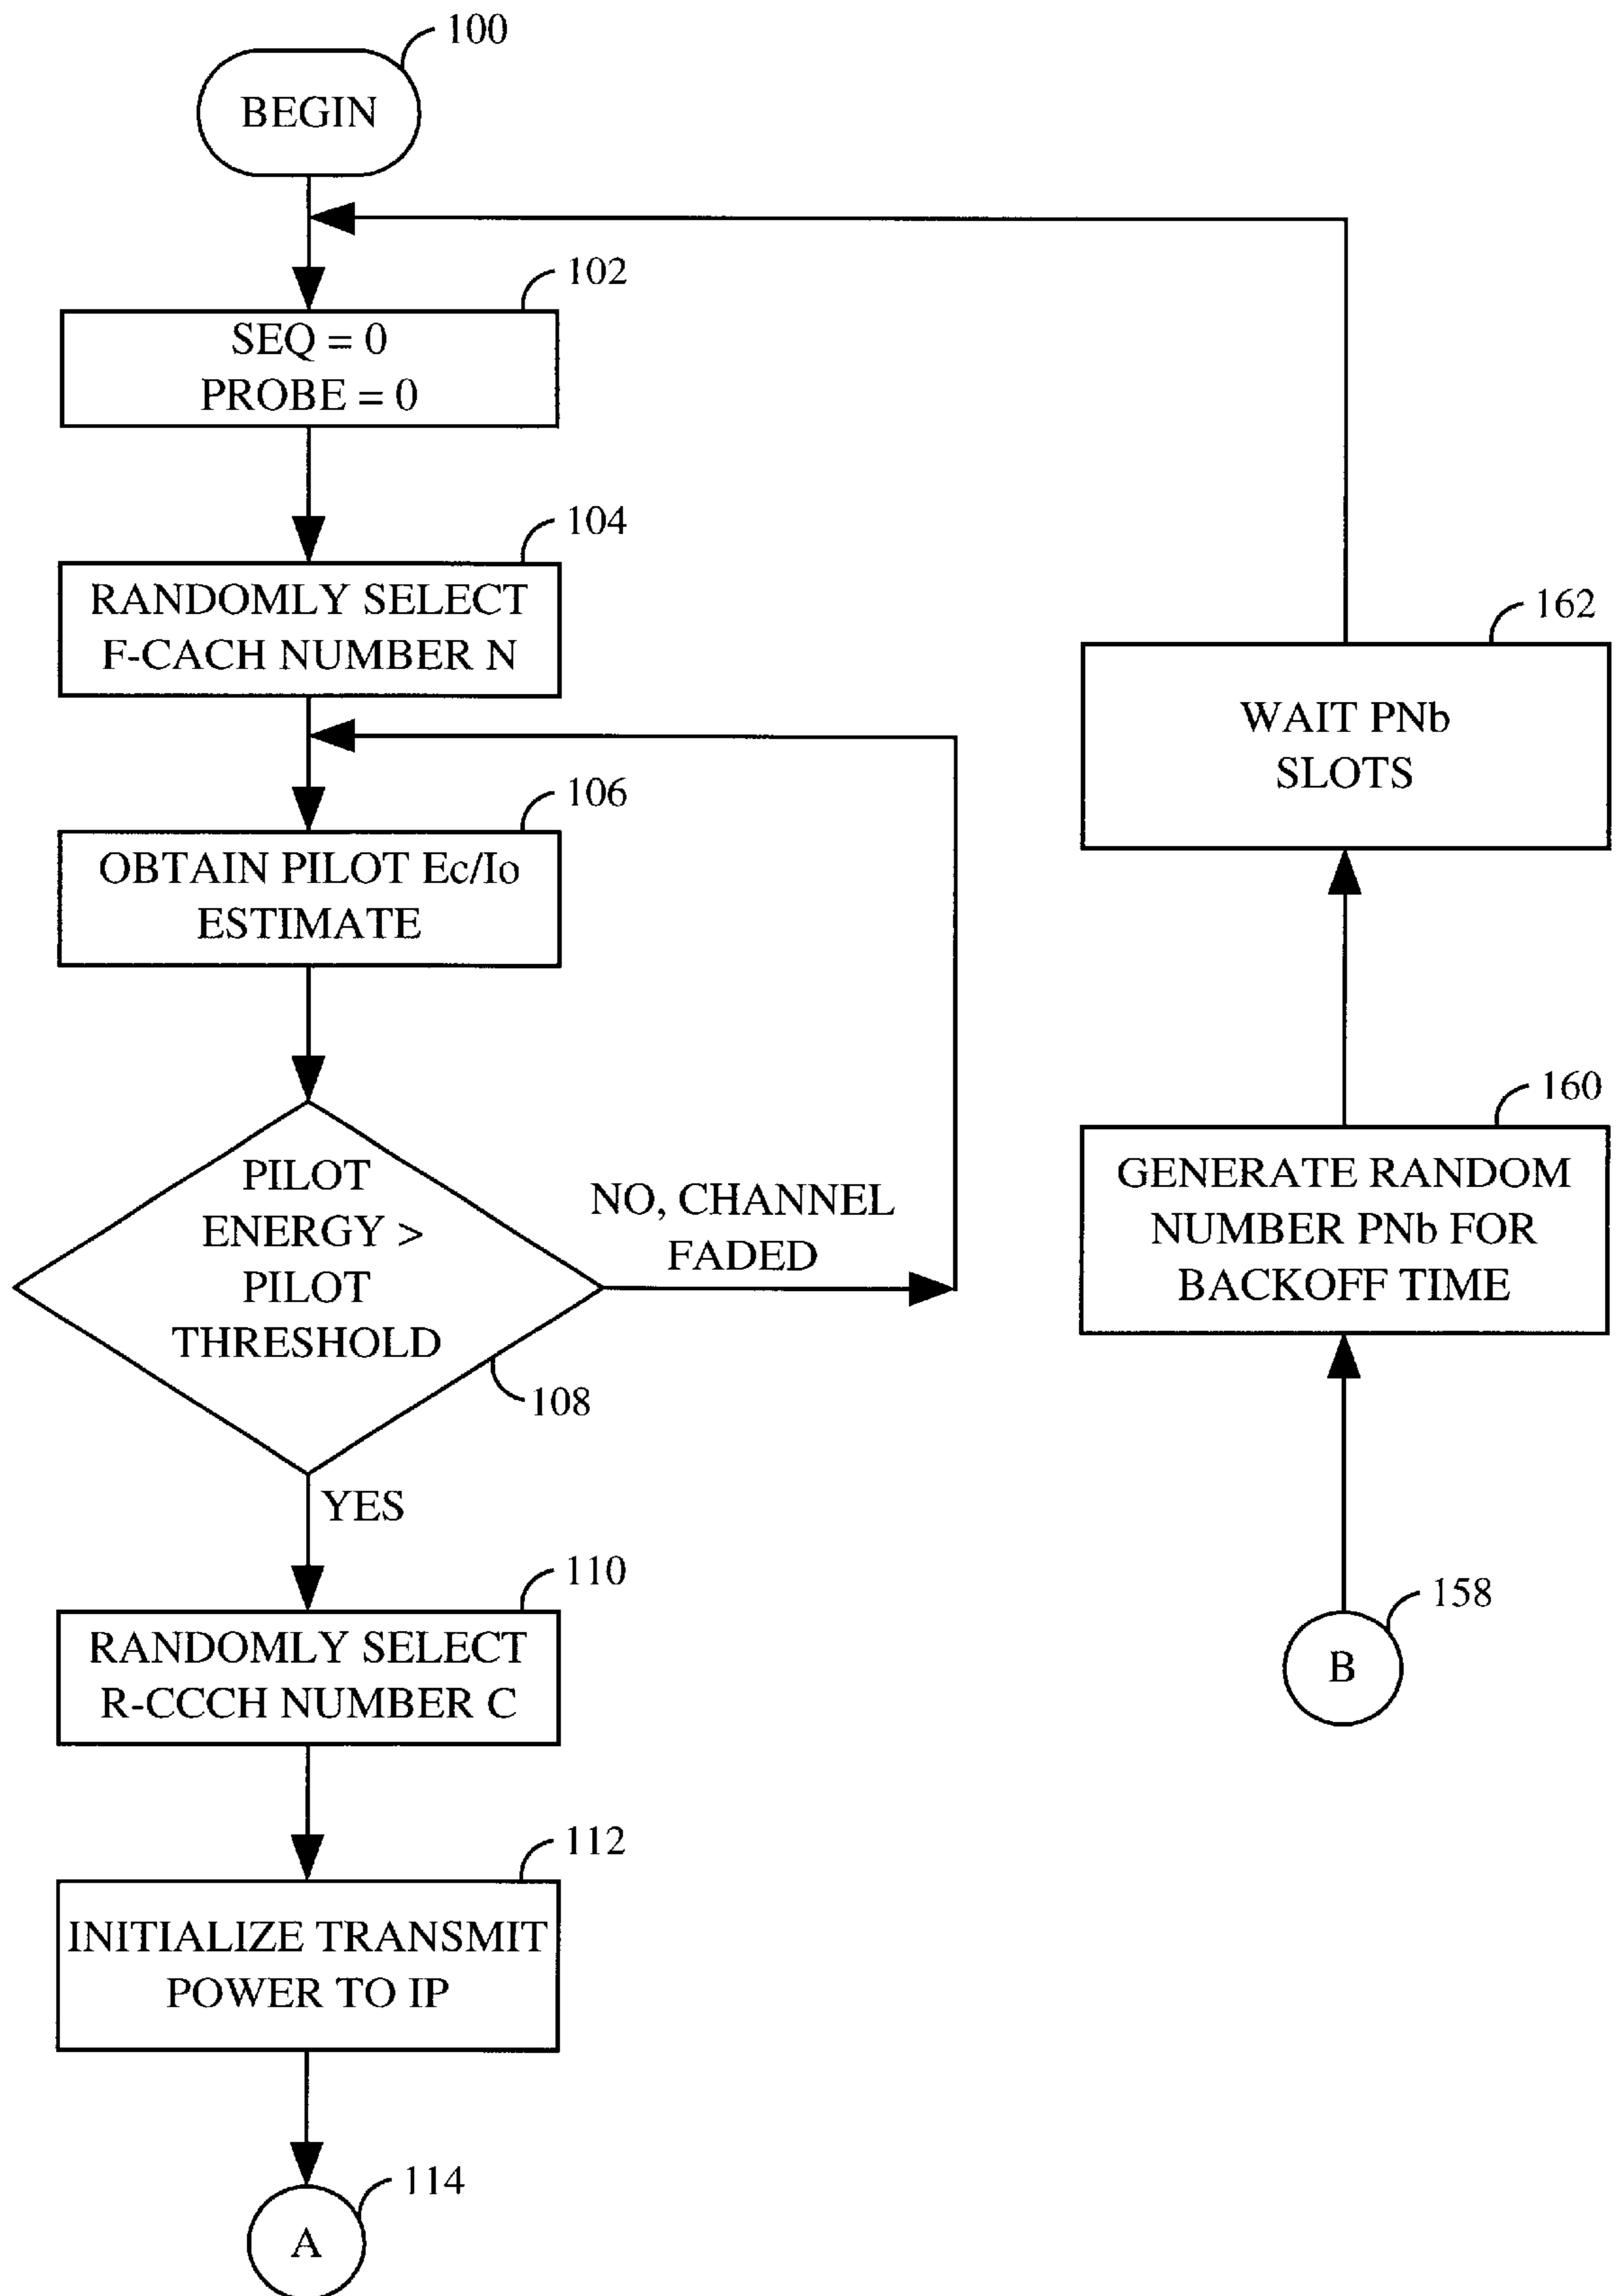 100
BEGIN
102
SEQ = 0
PROBE = 0
104
RANDOMLY SELECT
F-CACH NUMBER N
106
OBTAIN PILOT Ec/Io
ESTIMATE
PILOT
ENERGY >
PILOT
THRESHOLD
108
NO, CHANNEL
FADED
YES
110
RANDOMLY SELECT
R-CCCH NUMBER C
112
INITIALIZE TRANSMIT
POWER TO IP
114
A
162
WAIT PNb
SLOTS
160
GENERATE RANDOM
NUMBER PNb FOR
BACKOFF TIME
158
B